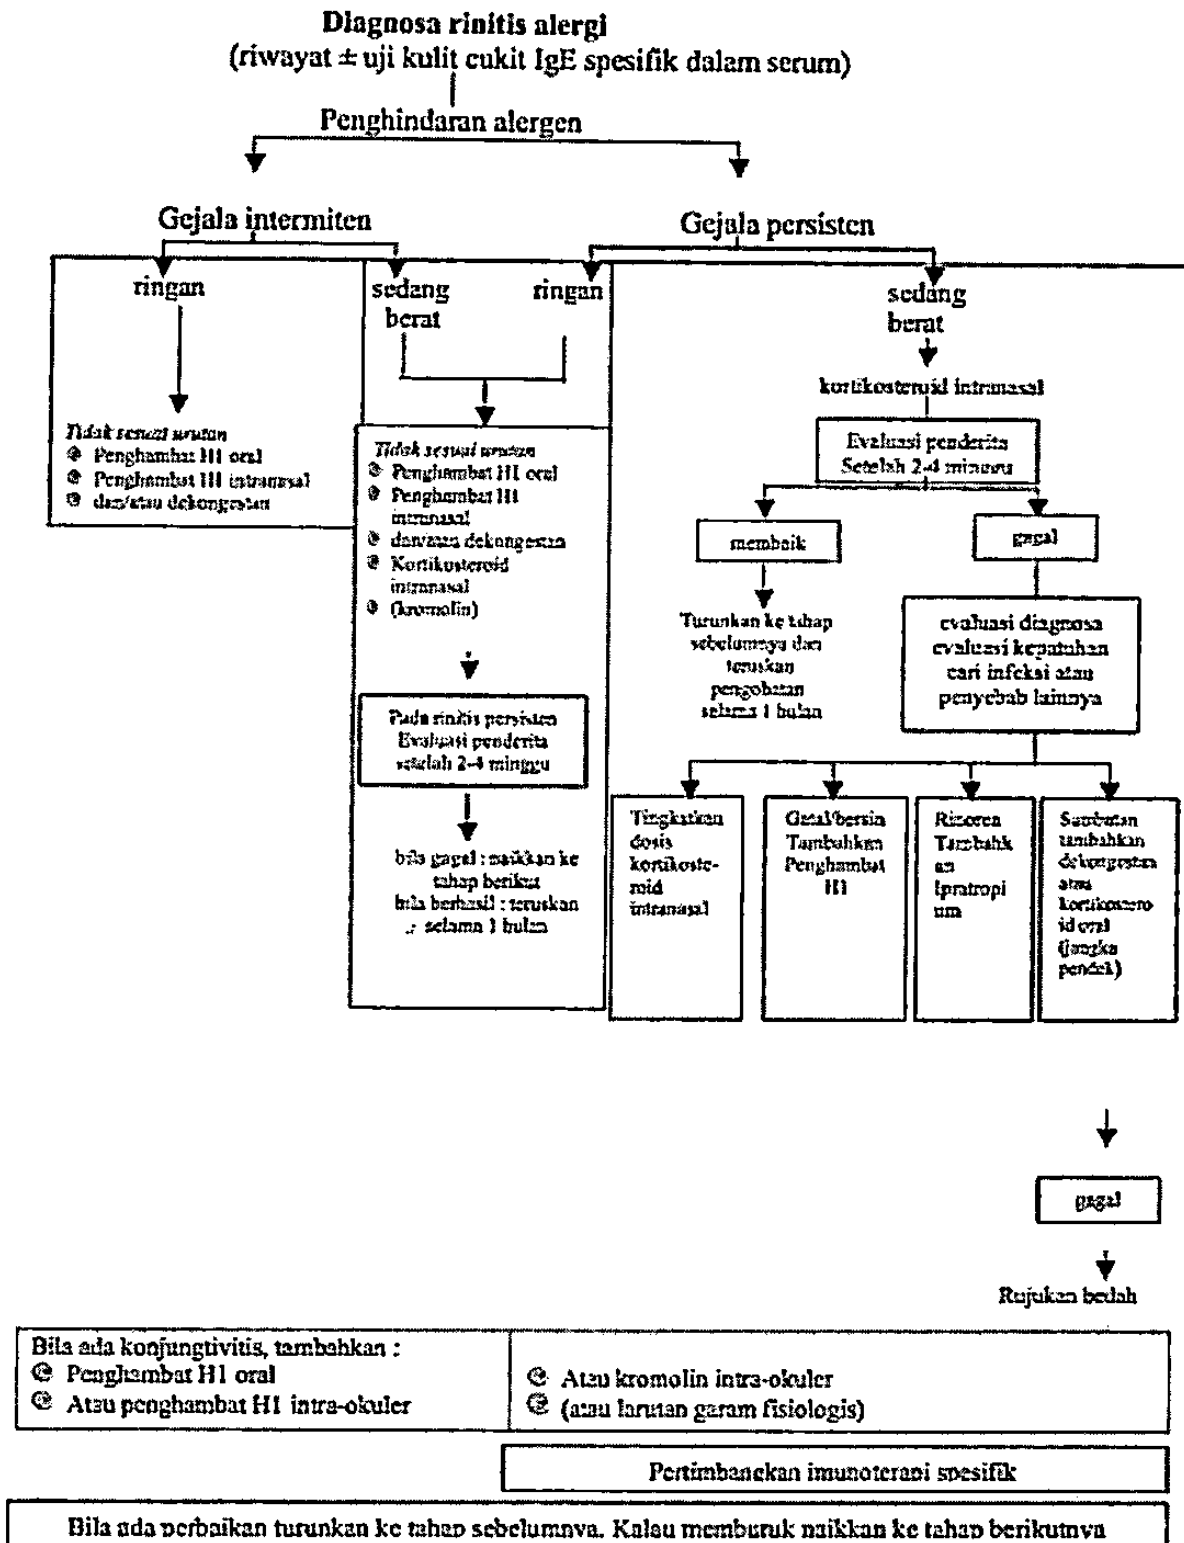 Diagnosa rinitis alergi
(riwayat ± uji kulit cukit IgE spesifik dalam serum)
Penghindaran alergen
Gejala intermiten
Gejala persisten
ringan
sedang
berat
ringan
sedang
berat
Tidak sesuai urutan
Penghambat H1 oral
Penghambat H1 intranasal
dan/atau dekongestan
Tidak sesuai urutan
Penghambat H1 oral
Penghambat H1
intranasal
dan/atau dekongestan
Kortikosteroid
intranasal
(kromolin)
Pada rinitis persisten
Evaluasi penderita
setelah 2-4 minggu
bila gagal : naikkan ke
tahap berikut
bila berhasil : teruskan
selama 1 bulan
kortikosteroid intranasal
Evaluasi penderita
Setelah 2-4 minggu
membaik
gagal
Turunkan ke tahap
sebelumnya dan
teruskan
pengobatan
selama 1 bulan
evaluasi diagnosa
evaluasi kepatuhan
cari infeksi atau
penyebab lainnya
Tingkatkan
dosis
kortikoste-
roid
intranasal
Gatal/bersin
Tambahkan
Penghambat
H1
Rinorea
Tambahk
an
Ipratropi
um
Sumbatan
tambahkan
dekongestan
atau
kortikostero
id oral
(jangka
pendek)
gagal
Rujukan bedah
Bila ada konjungtivitis, tambahkan :
Penghambat H1 oral
Atau penghambat H1 intra-okuler
Atau kromolin intra-okuler
(atau larutan garam fisiologis)
Pertimbangkan imunoterapi spesifik
Bila ada perbaikan turunkan ke tahap sebelumnya. Kalau memburuk naikkan ke tahap berikutnya